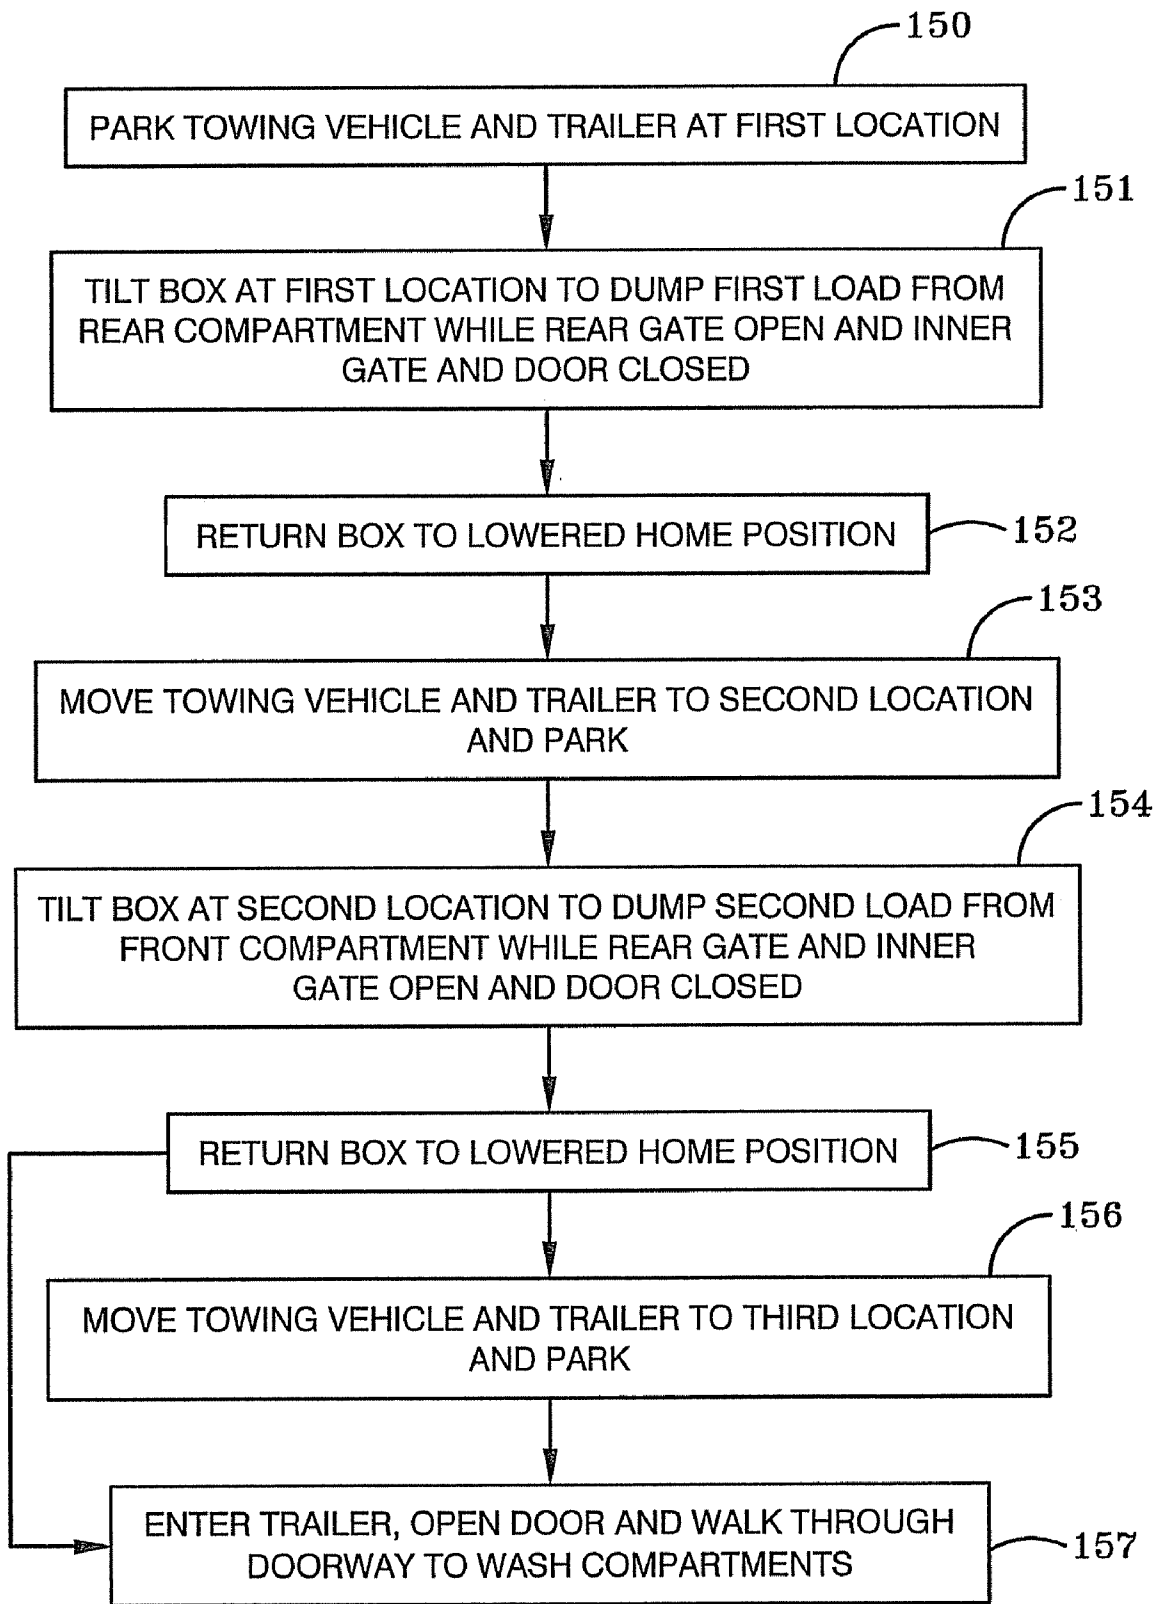 150
PARK TOWING VEHICLE AND TRAILER AT FIRST LOCATION
151
TILT BOX AT FIRST LOCATION TO DUMP FIRST LOAD FROM
REAR COMPARTMENT WHILE REAR GATE OPEN AND INNER
GATE AND DOOR CLOSED
RETURN BOX TO LOWERED HOME POSITION
152
153
MOVE TOWING VEHICLE AND TRAILER TO SECOND LOCATION
AND PARK
154
TILT BOX AT SECOND LOCATION TO DUMP SECOND LOAD FROM
FRONT COMPARTMENT WHILE REAR GATE AND INNER
GATE OPEN AND DOOR CLOSED
RETURN BOX TO LOWERED HOME POSITION
155
156
MOVE TOWING VEHICLE AND TRAILER TO THIRD LOCATION
AND PARK
ENTER TRAILER, OPEN DOOR AND WALK THROUGH
DOORWAY TO WASH COMPARTMENTS
157